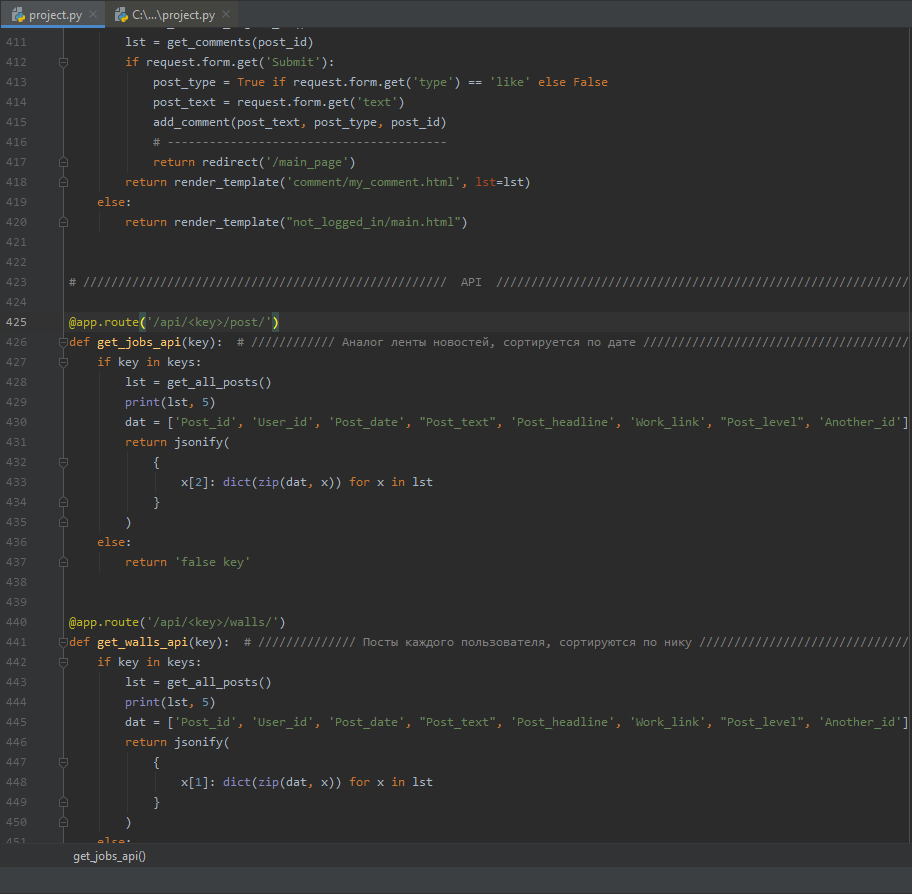 project.py
C:\...\project.py
411 lst = get_comments(post_id)
412 if request.form.get('Submit'):
413 post_type = True if request.form.get('type') == 'like' else False
414 post_text = request.form.get('text')
415 add_comment(post_text, post_type, post_id)
416 # ----------------------------------------
417 return redirect('/main_page')
418 return render_template('comment/my_comment.html', lst=lst)
419 else:
420 return render_template("not_logged_in/main.html")
421
422
423 # //////////////////////////////////////////////////// API ///////////////////////////////////////////////////////////
424
425 @app.route('/api/<key>/post/')
426 def get_jobs_api(key): # //////////// Аналог ленты новостей, сортируется по дате //////////////////////////////////////
427 if key in keys:
428 lst = get_all_posts()
429 print(lst, 5)
430 dat = ['Post_id', 'User_id', 'Post_date', "Post_text", 'Post_headline', 'Work_link', "Post_level", 'Another_id']
431 return jsonify(
432 {
433 x[2]: dict(zip(dat, x)) for x in lst
434 }
435 )
436 else:
437 return 'false key'
438
439
440 @app.route('/api/<key>/walls/')
441 def get_walls_api(key): # ////////////// Посты каждого пользователя, сортируются по нику //////////////////////////////
442 if key in keys:
443 lst = get_all_posts()
444 print(lst, 5)
445 dat = ['Post_id', 'User_id', 'Post_date', "Post_text", 'Post_headline', 'Work_link', "Post_level", 'Another_id']
446 return jsonify(
447 {
448 x[1]: dict(zip(dat, x)) for x in lst
449 }
450 )
451 else:
get_jobs_api()